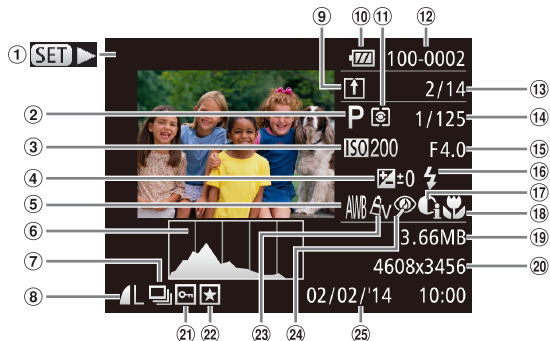 ① SET
⑨ ⑩ ⑪ ⑫
100-0002
2/14 ⑬
② P 1/125 ⑭
③ ISO 200 F4.0 ⑮
④ ±0 ⑯
⑤ AWB ⑰
⑱
⑥ 3.66MB ⑲
⑦ 4608x3456 ⑳
⑧ L 02/02/'14 10:00
㉑ ㉒ ㉓ ㉔ ㉕